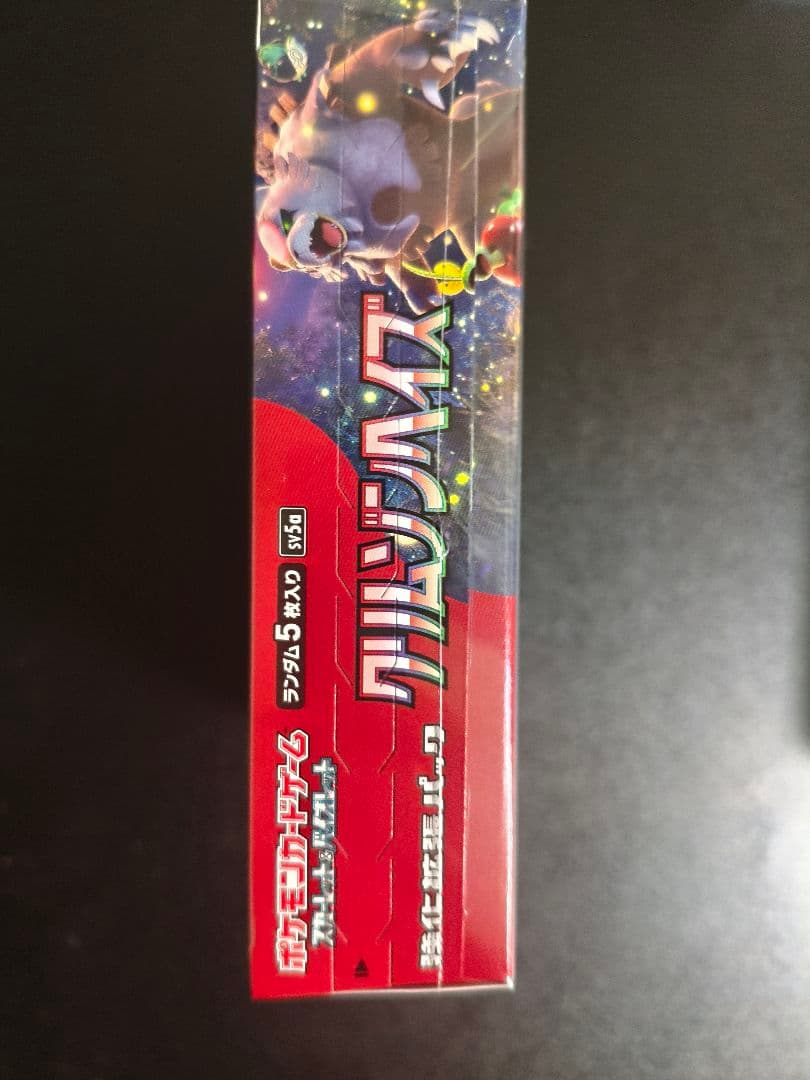 ポケモンカードゲーム
スカーレット&バイオレット
ランダム5枚入り
sv5a
強化拡張パック
クリムゾンヘイズ